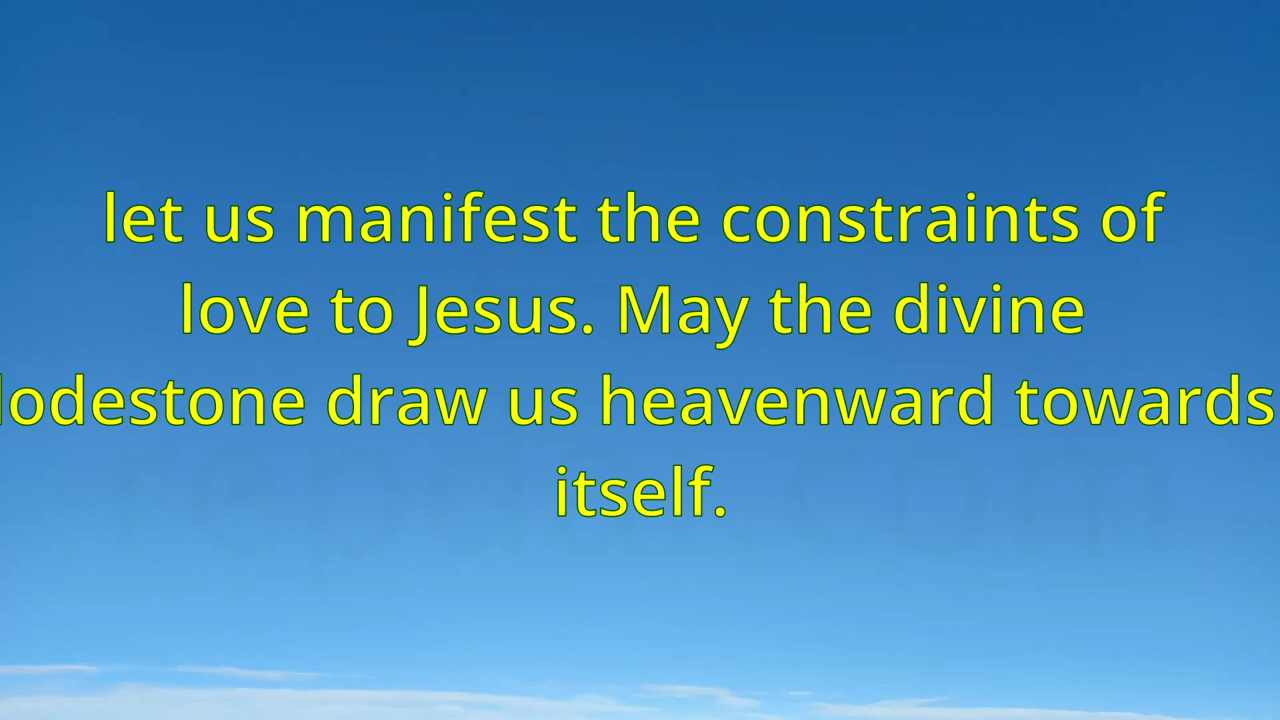 let us manifest the constraints of
love to Jesus. May the divine
lodestone draw us heavenward towards
itself.